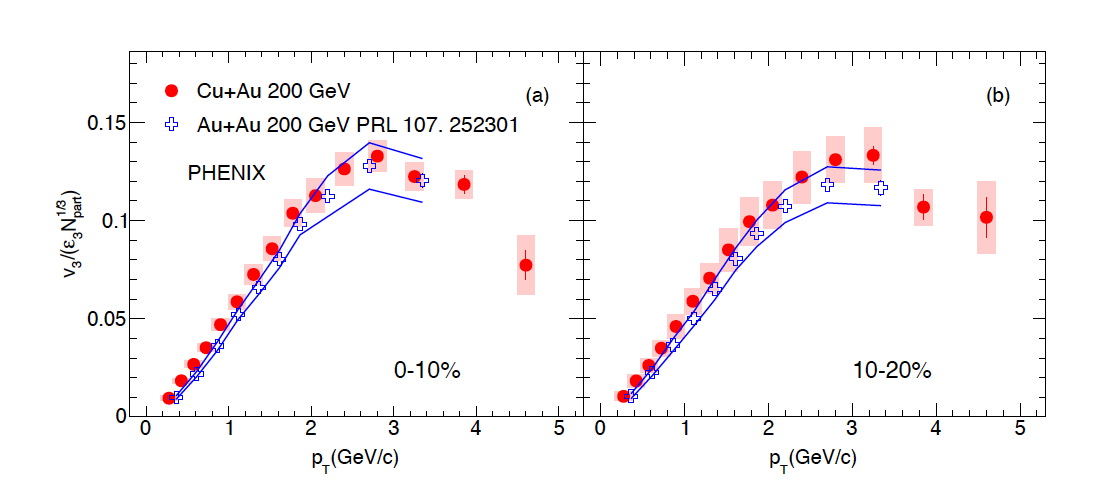 Cu+Au 200 GeV
(a)
Au+Au 200 GeV PRL 107. 252301
PHENIX
0-10%
(b)
10-20%
0.15
0.1
0.05
0
v3/(ε3N1/3part)
0 1 2 3 4 5
pT(GeV/c)
0 1 2 3 4 5
pT(GeV/c)